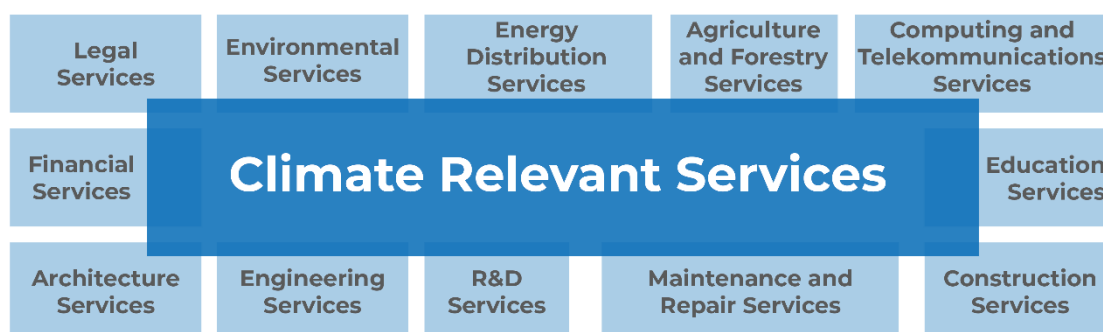 Legal
Services
Environmental
Services
Energy
Distribution
Services
Agriculture
and Forestry
Services
Computing and
Telekommunications
Services
Financial
Services
Climate Relevant Services
Education
Services
Architecture
Services
Engineering
Services
R&D
Services
Maintenance and
Repair Services
Construction
Services